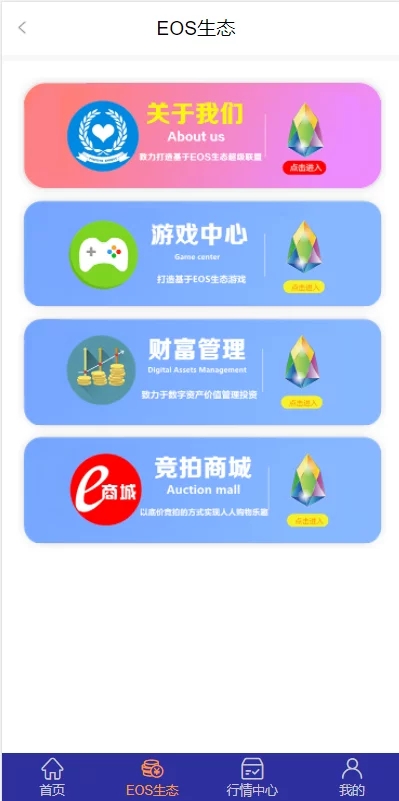 EOS生态
关于我们
About us
致力打造基于EOS生态超级联盟
点击进入
游戏中心
Game center
打造基于EOS生态游戏
点击进入
财富管理
Digital Assets Management
致力于数字资产价值管理投资
点击进入
e商城
竞拍商城
Auction mall
以底价竞拍的方式实现人人购物乐趣
点击进入
首页
EOS生态
行情中心
我的